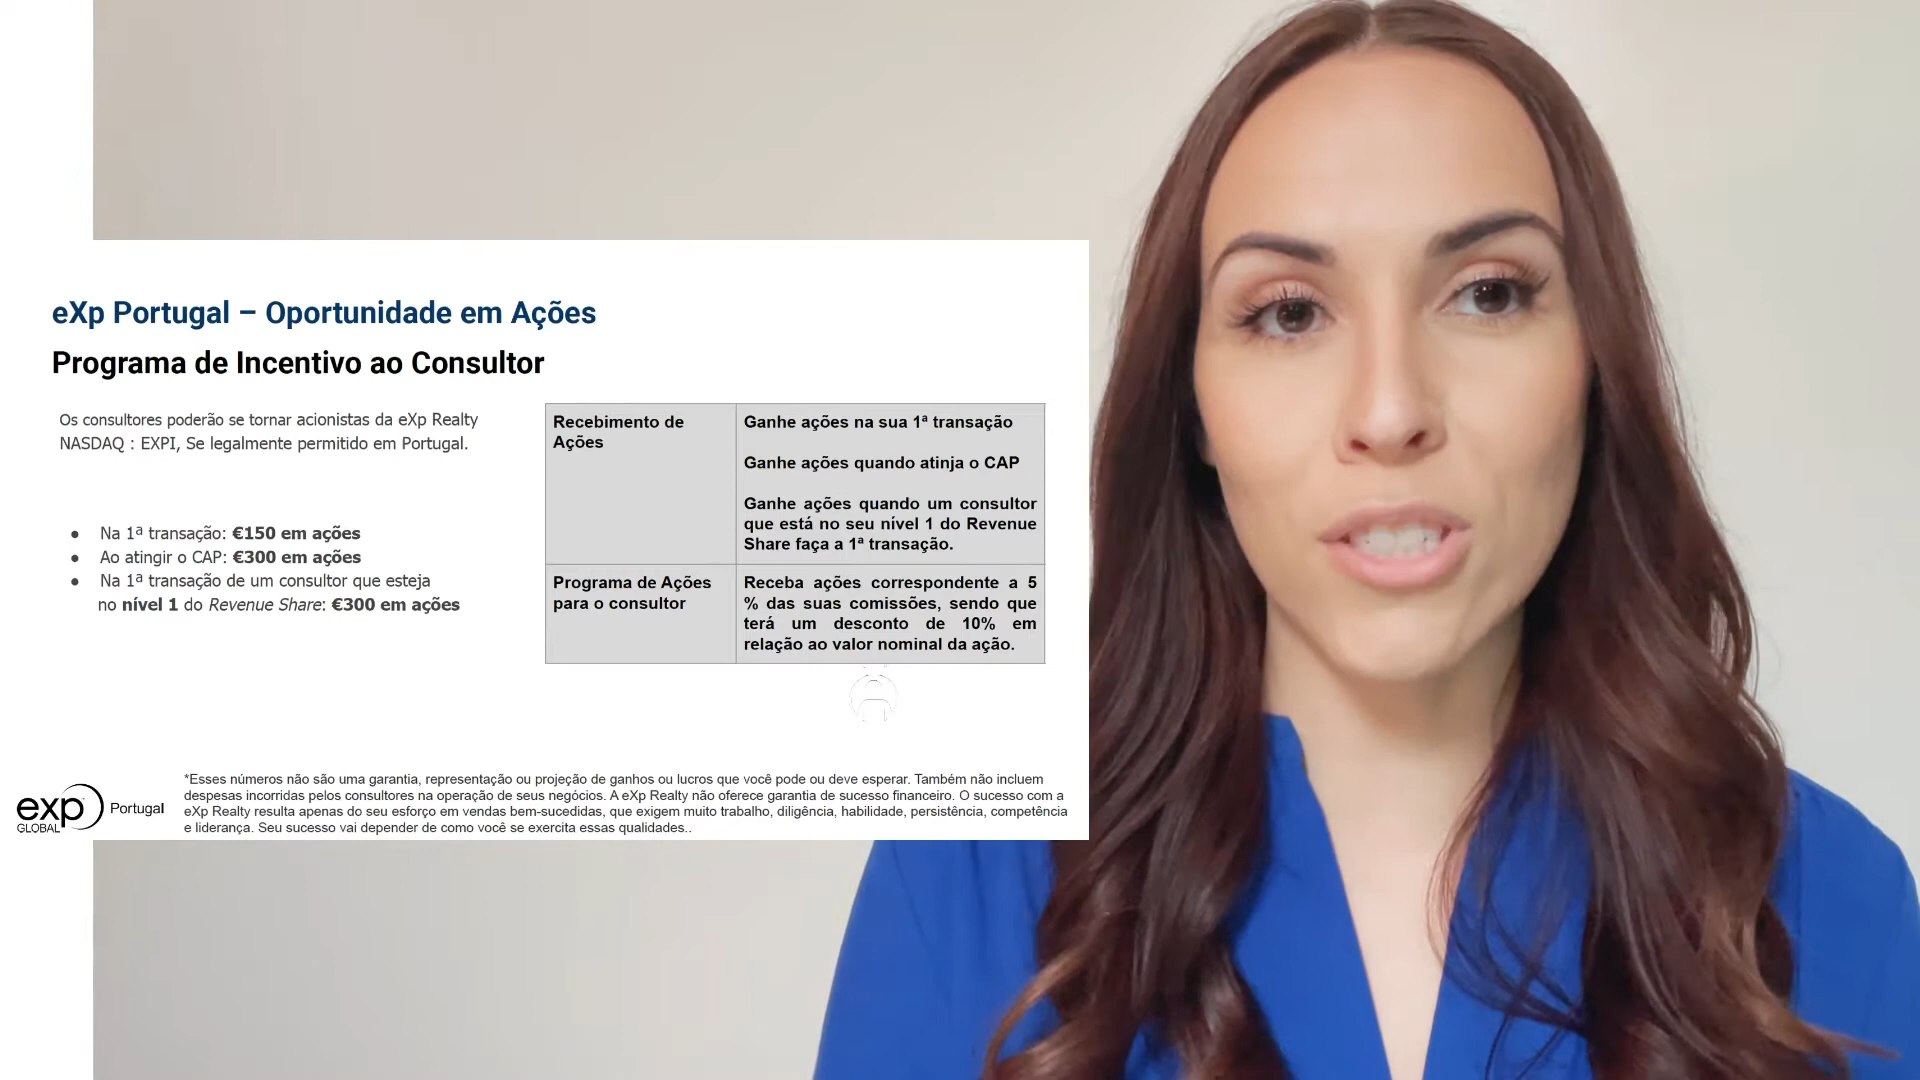 eXp Portugal – Oportunidade em Ações
Programa de Incentivo ao Consultor
Os consultores poderão se tornar acionistas da eXp Realty
NASDAQ : EXPI, Se legalmente permitido em Portugal.
● Na 1ª transação: €150 em ações
● Ao atingir o CAP: €300 em ações
● Na 1ª transação de um consultor que esteja
no nível 1 do Revenue Share: €300 em ações
Recebimento de
Ações
Ganhe ações na sua 1ª transação
Ganhe ações quando atinja o CAP
Ganhe ações quando um consultor
que está no seu nível 1 do Revenue
Share faça a 1ª transação.
Programa de Ações
para o consultor
Receba ações correspondente a 5
% das suas comissões, sendo que
terá um desconto de 10% em
relação ao valor nominal da ação.
exp
GLOBAL
Portugal
*Esses números não são uma garantia, representação ou projeção de ganhos ou lucros que você pode ou deve esperar. Também não incluem
despesas incorridas pelos consultores na operação de seus negócios. A eXp Realty não oferece garantia de sucesso financeiro. O sucesso com a
eXp Realty resulta apenas do seu esforço em vendas bem-sucedidas, que exigem muito trabalho, diligência, habilidade, persistência, competência
e liderança. Seu sucesso vai depender de como você se exercita essas qualidades..